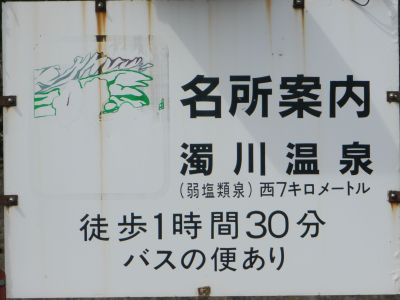 名所案内
濁川温泉
(弱塩類泉)西7キロメートル
徒歩1時間30分
バスの便あり